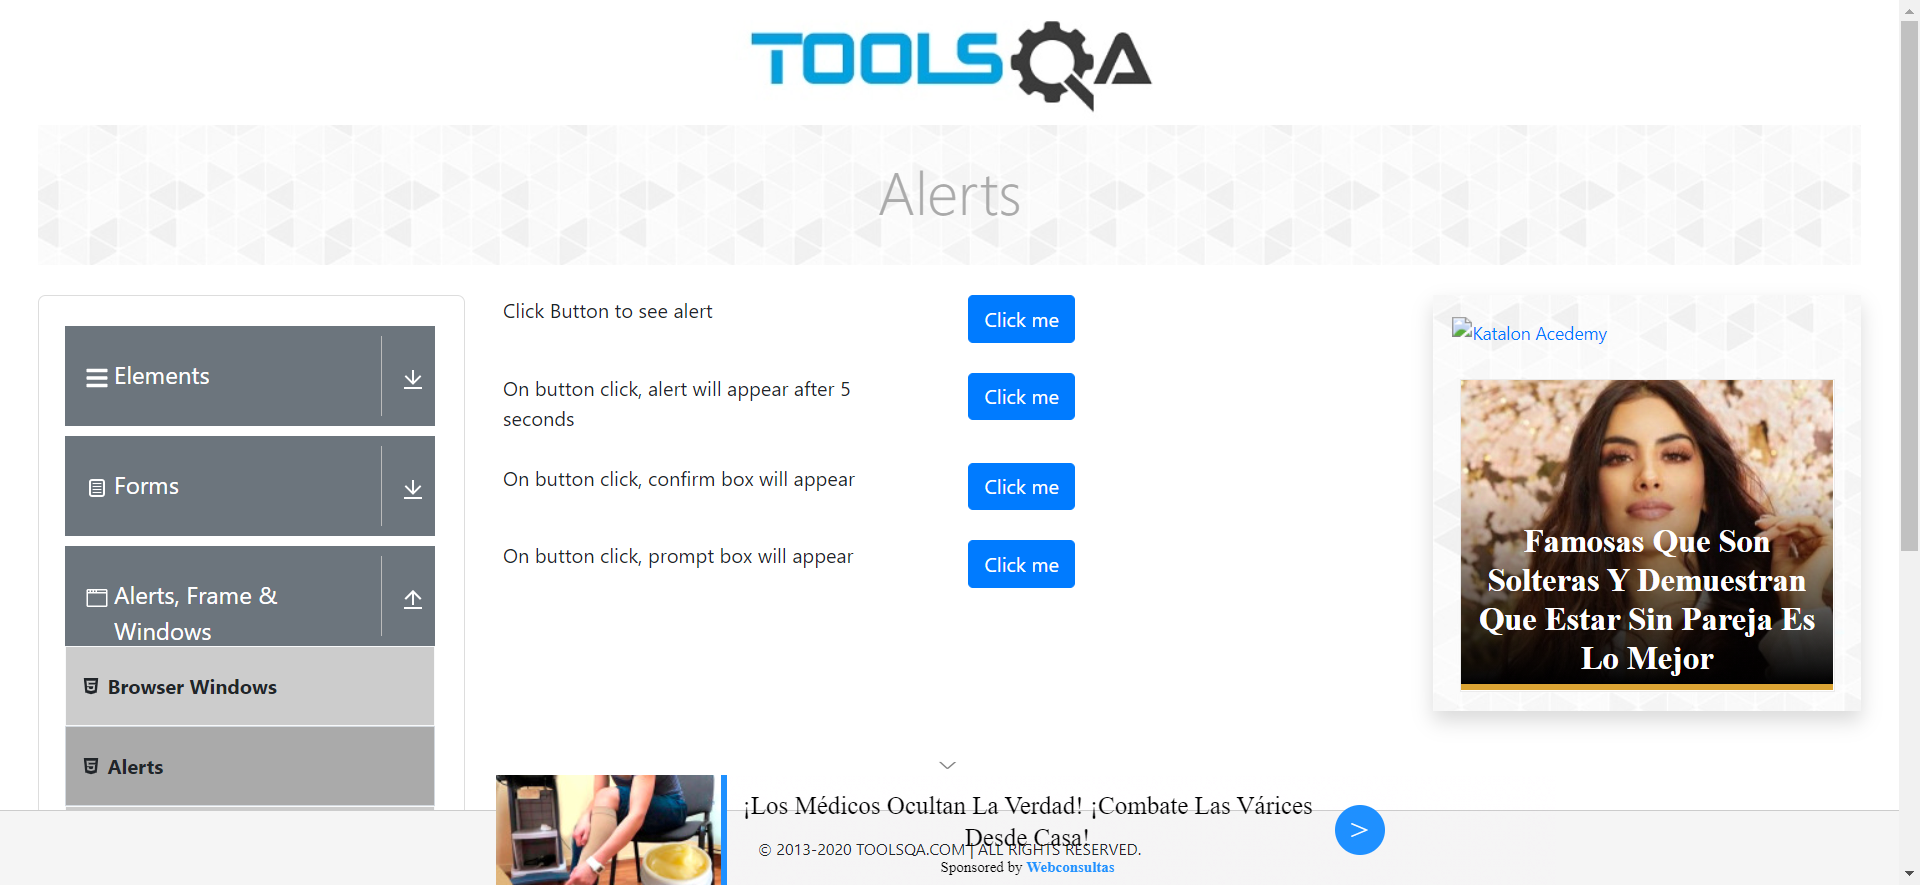 TOOLSQA
Alerts
Elements
Forms
Alerts, Frame &
Windows
Browser Windows
Alerts
Click Button to see alert
Click me
On button click, alert will appear after 5
seconds
Click me
On button click, confirm box will appear
Click me
On button click, prompt box will appear
Click me
Katalon Acedemy
Famosas Que Son
Solteras Y Demuestran
Que Estar Sin Pareja Es
Lo Mejor
¡Los Médicos Ocultan La Verdad! ¡Combate Las Várices
Desde Casa!
>
© 2013-2020 TOOLSQA.COM | ALL RIGHTS RESERVED.
Sponsored by Webconsultas